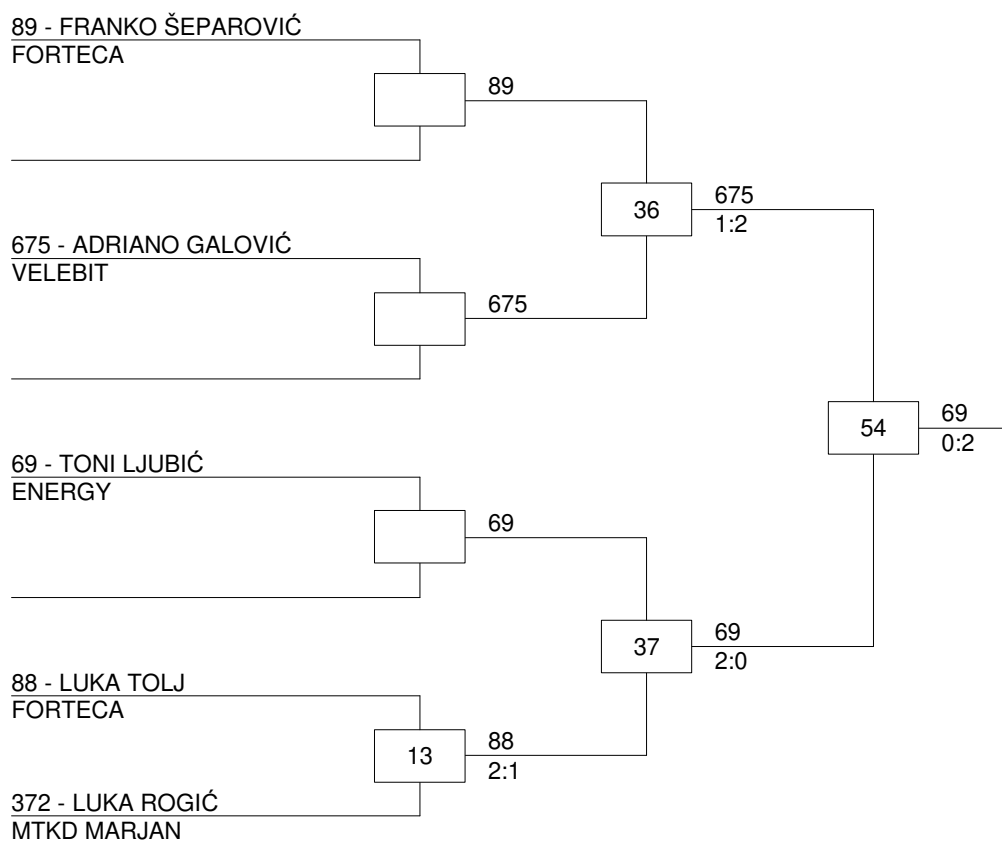 89 - FRANKO ŠEPAROVIĆ
FORTECA
89
36
675
1:2
675 - ADRIANO GALOVIĆ
VELEBIT
675
54
69
0:2
69 - TONI LJUBIĆ
ENERGY
69
37
69
2:0
88 - LUKA TOLJ
FORTECA
13
88
2:1
372 - LUKA ROGIĆ
MTKD MARJAN